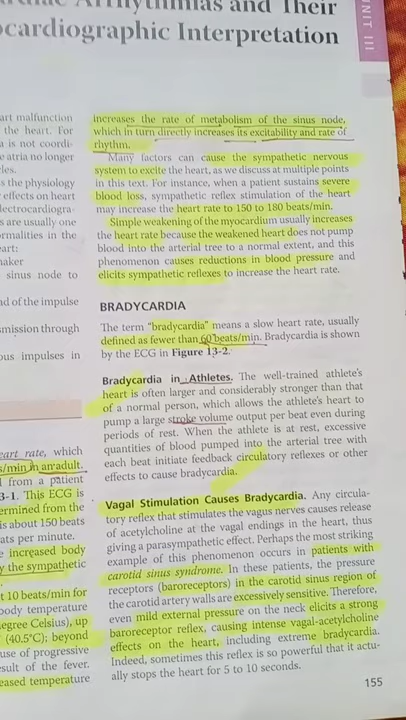 Arrhythmias and Their
cardiographic Interpretation
UNIT III
art malfunction
the heart. For
a is not coordi-
e atria no longer
les.
s the physiology
effects on heart
lectrocardiogra-
s are usually one
ormalities in the
art:
naker
sinus node to
ad of the impulse
smission through
ous impulses in
eart rate, which
s/min in an adult.
d from a patient
3-1. This ECG is
ermined from the
is about 150 beats
ats per minute.
e increased body
y the sympathetic
t 10 beats/min for
body temperature
egree Celsius), up
(40.5°C); beyond
use of progressive
sult of the fever.
eased temperature
increases the rate of metabolism of the sinus node,
which in turn directly increases its excitability and rate of
rhythm.
Many factors can cause the sympathetic nervous
system to excite the heart, as we discuss at multiple points
in this text. For instance, when a patient sustains severe
blood loss, sympathetic reflex stimulation of the heart
may increase the heart rate to 150 to 180 beats/min.
Simple weakening of the myocardium usually increases
the heart rate because the weakened heart does not pump
blood into the arterial tree to a normal extent, and this
phenomenon causes reductions in blood pressure and
elicits sympathetic reflexes to increase the heart rate.
BRADYCARDIA
The term “bradycardia” means a slow heart rate, usually
defined as fewer than 60 beats/min. Bradycardia is shown
by the ECG in Figure 13-2.
Bradycardia in Athletes. The well-trained athlete’s
heart is often larger and considerably stronger than that
of a normal person, which allows the athlete’s heart to
pump a large stroke volume output per beat even during
periods of rest. When the athlete is at rest, excessive
quantities of blood pumped into the arterial tree with
each beat initiate feedback circulatory reflexes or other
effects to cause bradycardia.
Vagal Stimulation Causes Bradycardia. Any circula-
tory reflex that stimulates the vagus nerves causes release
of acetylcholine at the vagal endings in the heart, thus
giving a parasympathetic effect. Perhaps the most striking
example of this phenomenon occurs in patients with
carotid sinus syndrome. In these patients, the pressure
receptors (baroreceptors) in the carotid sinus region of
the carotid artery walls are excessively sensitive. Therefore,
even mild external pressure on the neck elicits a strong
baroreceptor reflex, causing intense vagal-acetylcholine
effects on the heart, including extreme bradycardia.
Indeed, sometimes this reflex is so powerful that it actu-
ally stops the heart for 5 to 10 seconds.
155